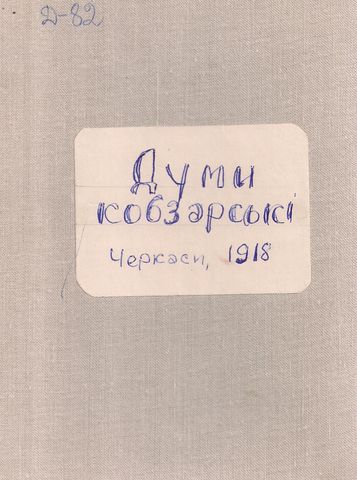 Д-82
Думи
кобзарські
Черкаси, 1918